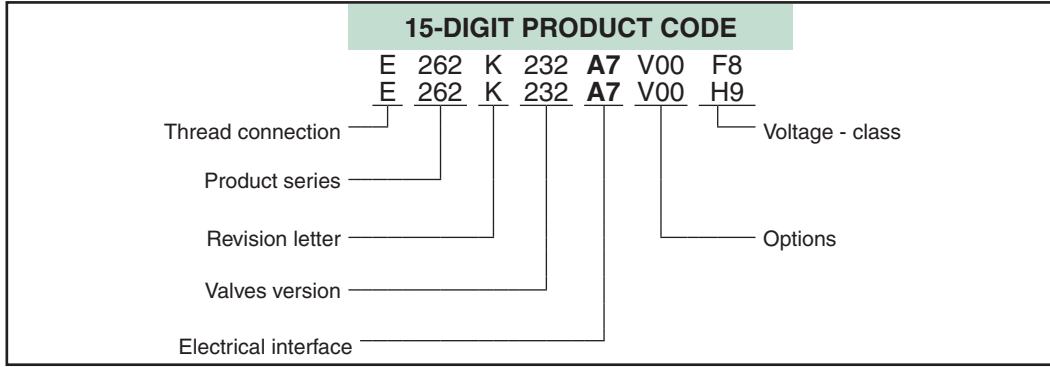 15-DIGIT PRODUCT CODE
E 262 K 232 A7 V00 F8
E 262 K 232 A7 V00 H9
Thread connection
Voltage - class
Product series
Revision letter
Options
Valves version
Electrical interface